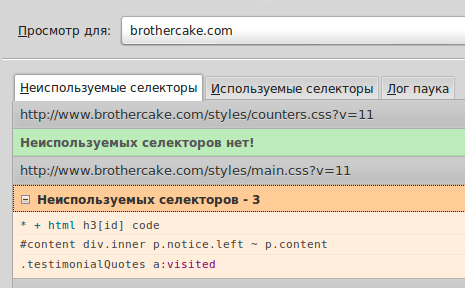 Просмотр для: brothercake.com
Неиспользуемые селекторы Используемые селекторы Лог паука
http://www.brothercake.com/styles/counters.css?v=11
Неиспользуемых селекторов нет!
http://www.brothercake.com/styles/main.css?v=11
Неиспользуемых селекторов - 3
* + html h3[id] code
#content div.inner p.notice.left ~ p.content
.testimonialQuotes a:visited